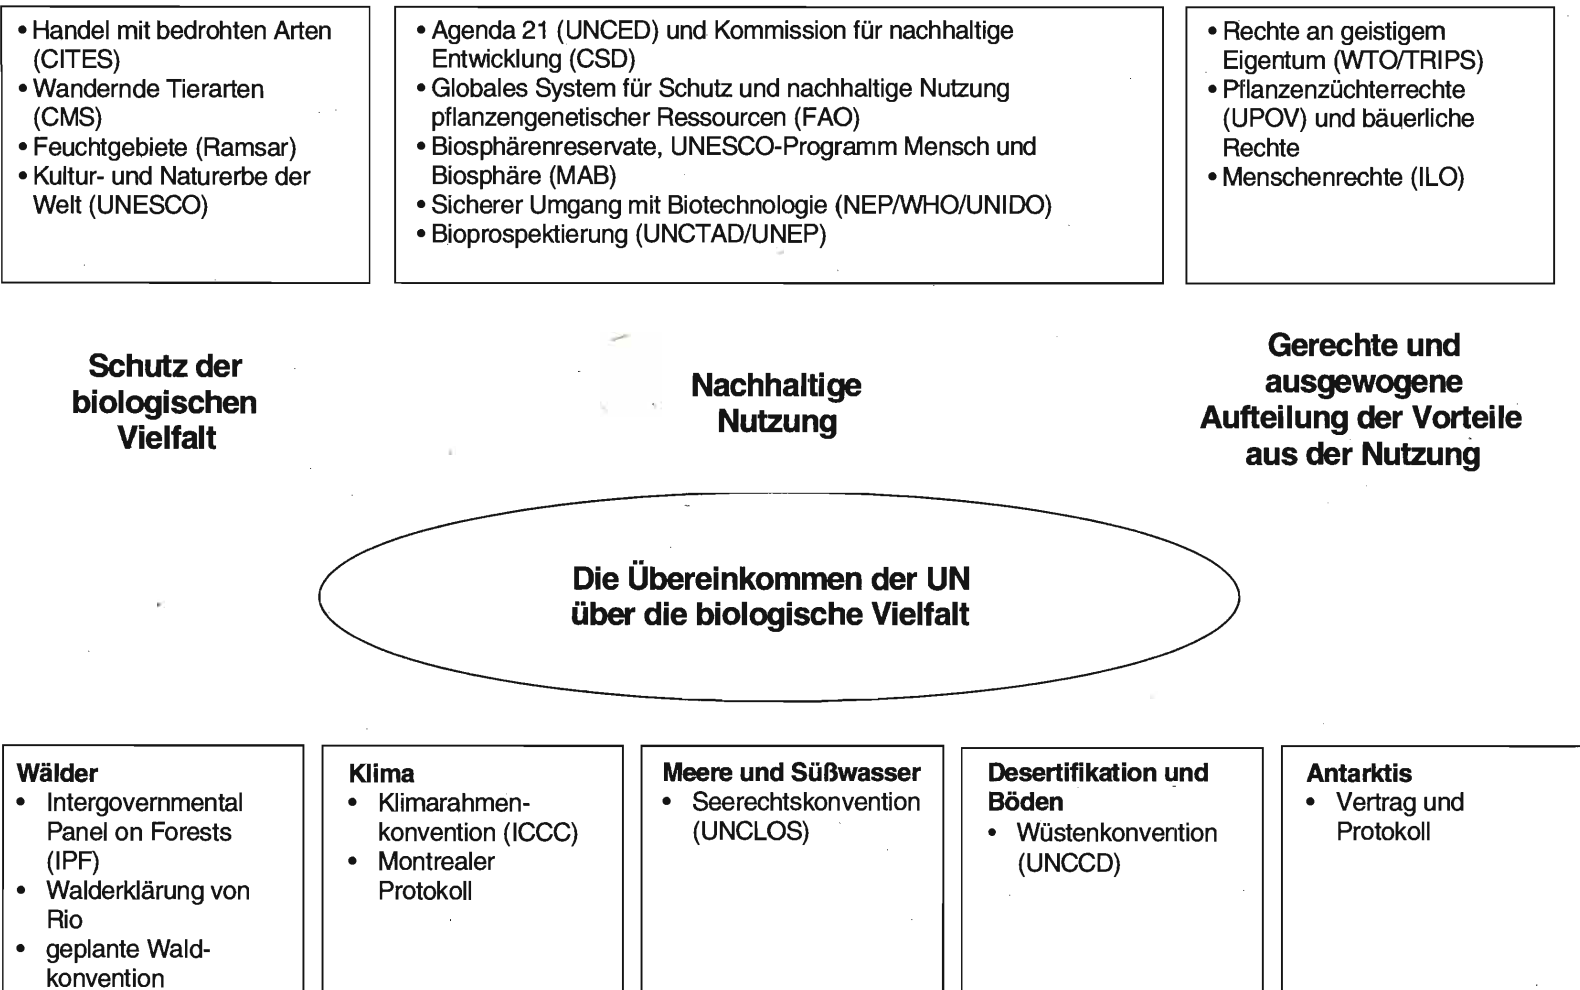 • Handel mit bedrohten Arten
(CITES)
• Wandernde Tierarten
(CMS)
• Feuchtgebiete (Ramsar)
• Kultur- und Naturerbe der
Welt (UNESCO)
• Agenda 21 (UNCED) und Kommission für nachhaltige
Entwicklung (CSD)
• Globales System für Schutz und nachhaltige Nutzung
pflanzengenetischer Ressourcen (FAO)
• Biosphärenreservate, UNESCO-Programm Mensch und
Biosphäre (MAB)
• Sicherer Umgang mit Biotechnologie (NEP/WHO/UNIDO)
• Bioprospektierung (UNCTAD/UNEP)
• Rechte an geistigem
Eigentum (WTO/TRIPS)
• Pflanzenzüchterrechte
(UPOV) und bäuerliche
Rechte
• Menschenrechte (ILO)
Schutz der
biologischen
Vielfalt
Nachhaltige
Nutzung
Gerechte und
ausgewogene
Aufteilung der Vorteile
aus der Nutzung
Die Übereinkommen der UN
über die biologische Vielfalt
Wälder
• Intergovernmental
Panel on Forests
(IPF)
• Walderklärung von
Rio
• geplante Wald-
konvention
Klima
• Klimarahmen-
konvention (ICCC)
• Montrealer
Protokoll
Meere und Süßwasser
• Seerechtskonvention
(UNCLOS)
Desertifikation und
Böden
• Wüstenkonvention
(UNCCD)
Antarktis
• Vertrag und
Protokoll